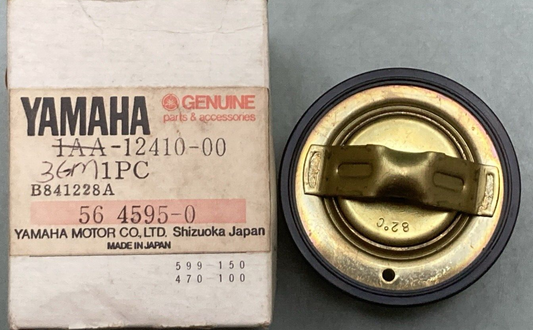 YAMAHA
GENUINE
parts & accessories
1AA-12410-00
3GM 1PC
B841228A
56 4595-0
YAMAHA MOTOR CO., LTD. Shizuoka Japan
MADE IN JAPAN
599-150
470-100
82°C